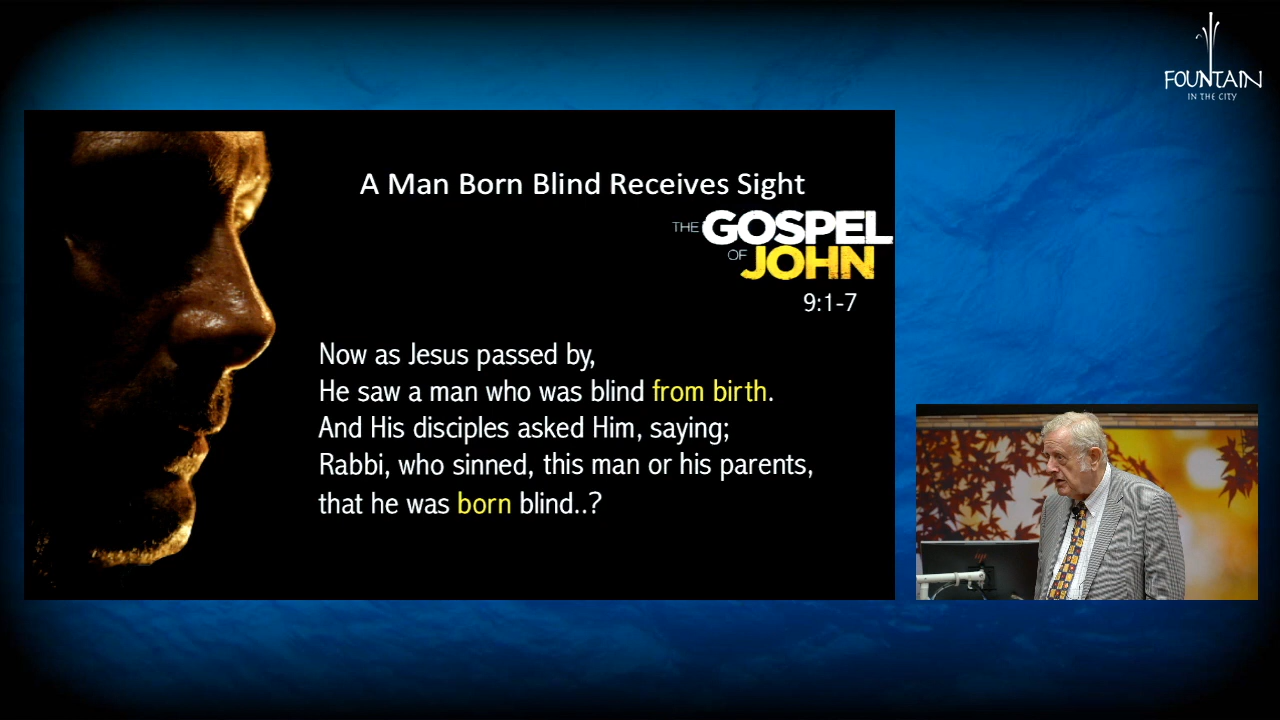 FOUNTAIN
IN THE CITY
A Man Born Blind Receives Sight
THE GOSPEL
OF JOHN
9:1-7
Now as Jesus passed by,
He saw a man who was blind from birth.
And His disciples asked Him, saying;
Rabbi, who sinned, this man or his parents,
that he was born blind..?